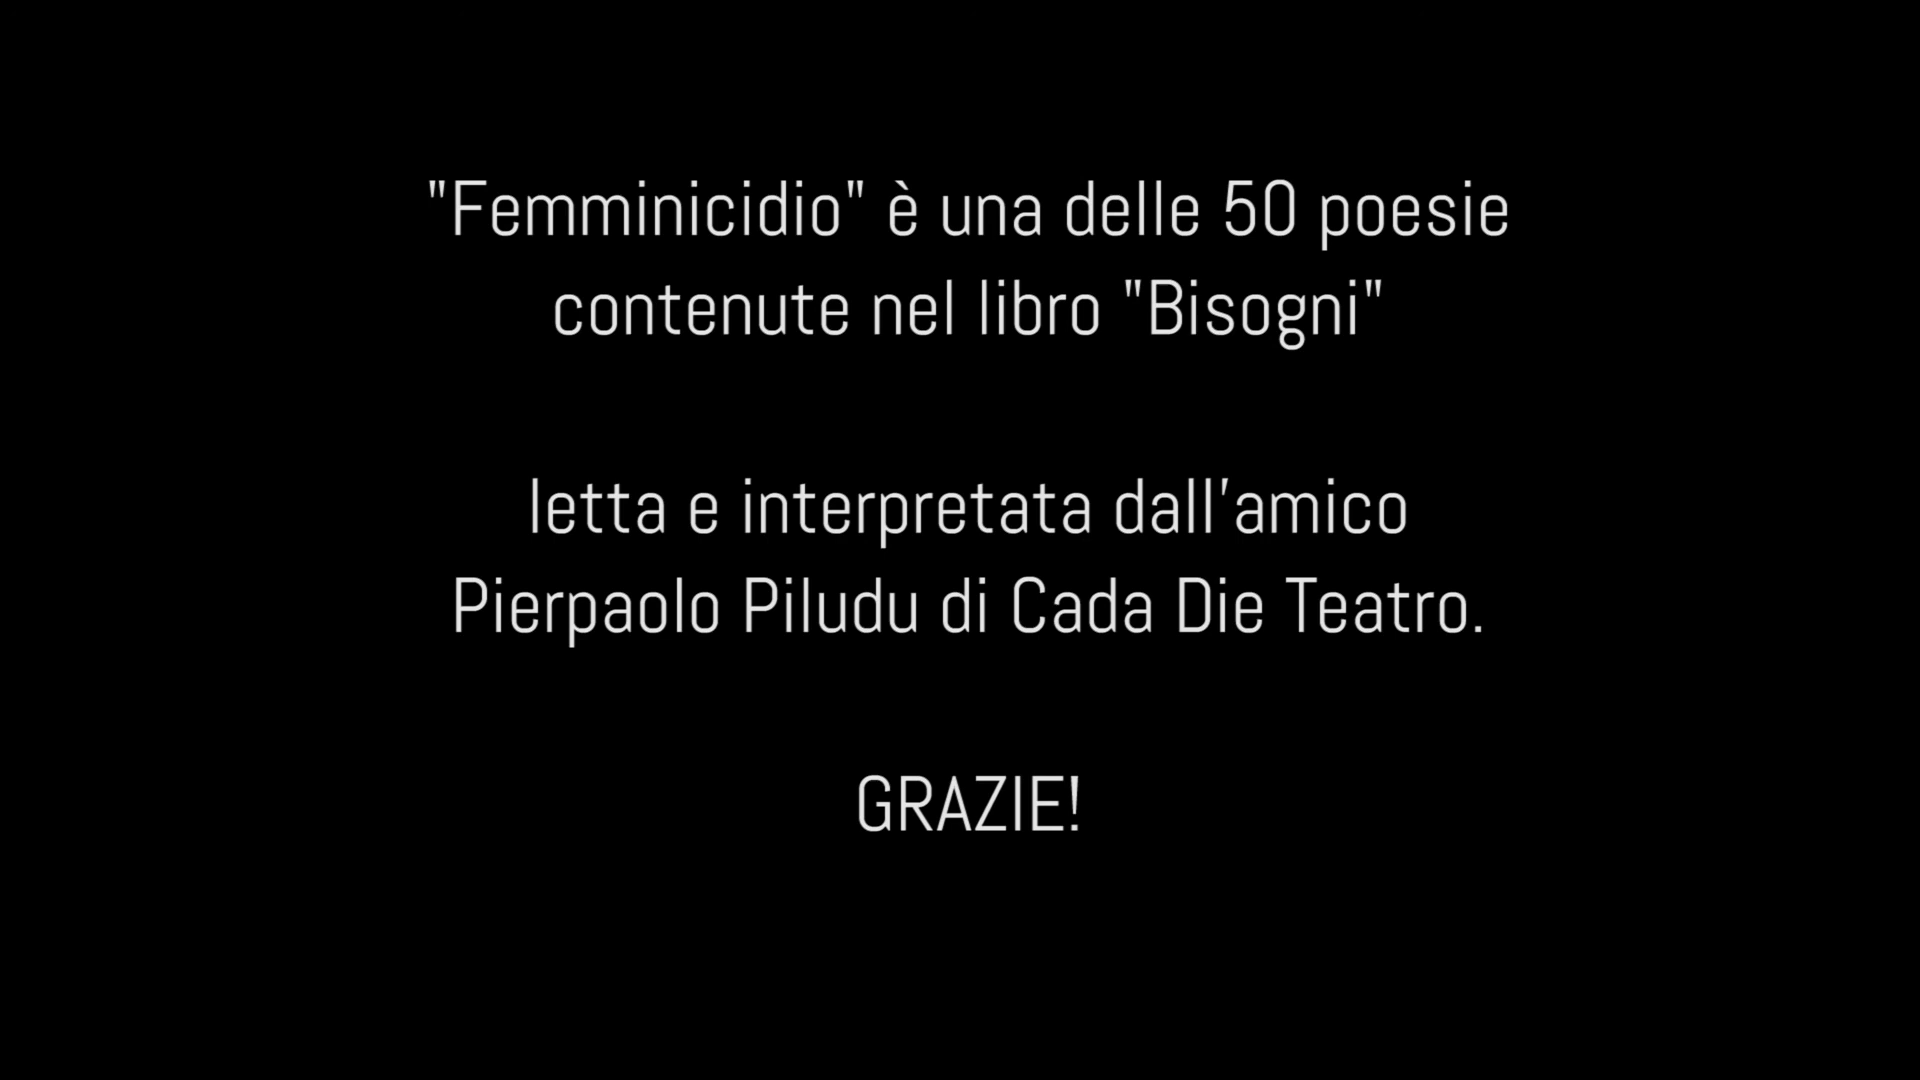 "Femminicidio" è una delle 50 poesie
contenute nel libro "Bisogni"
letta e interpretata dall'amico
Pierpaolo Piludu di Cada Die Teatro.
GRAZIE!